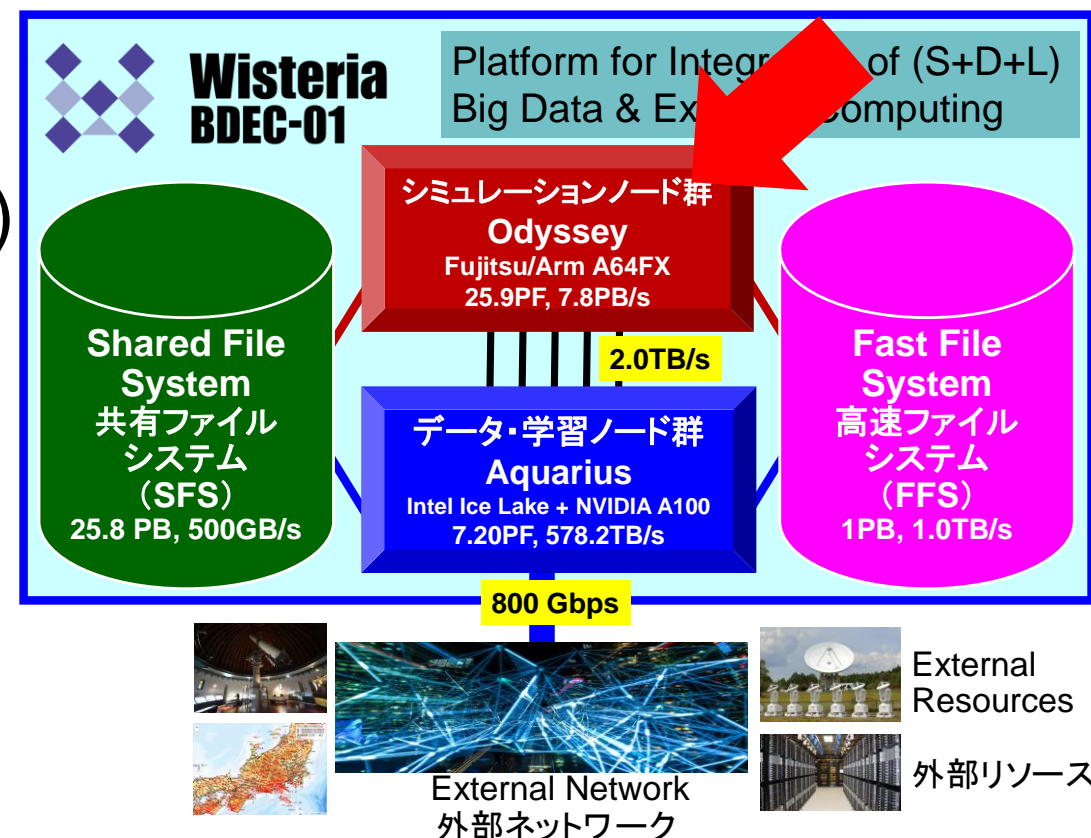 Wisteria
BDEC-01
Platform for Integr of (S+D+L)
Big Data & Ex omputing
)
シミュレーションノード群
Odyssey
Fujitsu/Arm A64FX
25.9PF, 7.8PB/s
2.0TB/s
Shared File
System
共有ファイル
システム
（SFS）
25.8 PB, 500GB/s
データ・学習ノード群
Aquarius
Intel Ice Lake + NVIDIA A100
7.20PF, 578.2TB/s
Fast File
System
高速ファイル
システム
（FFS）
1PB, 1.0TB/s
800 Gbps
External
Resources
外部リソース
External Network
外部ネットワーク